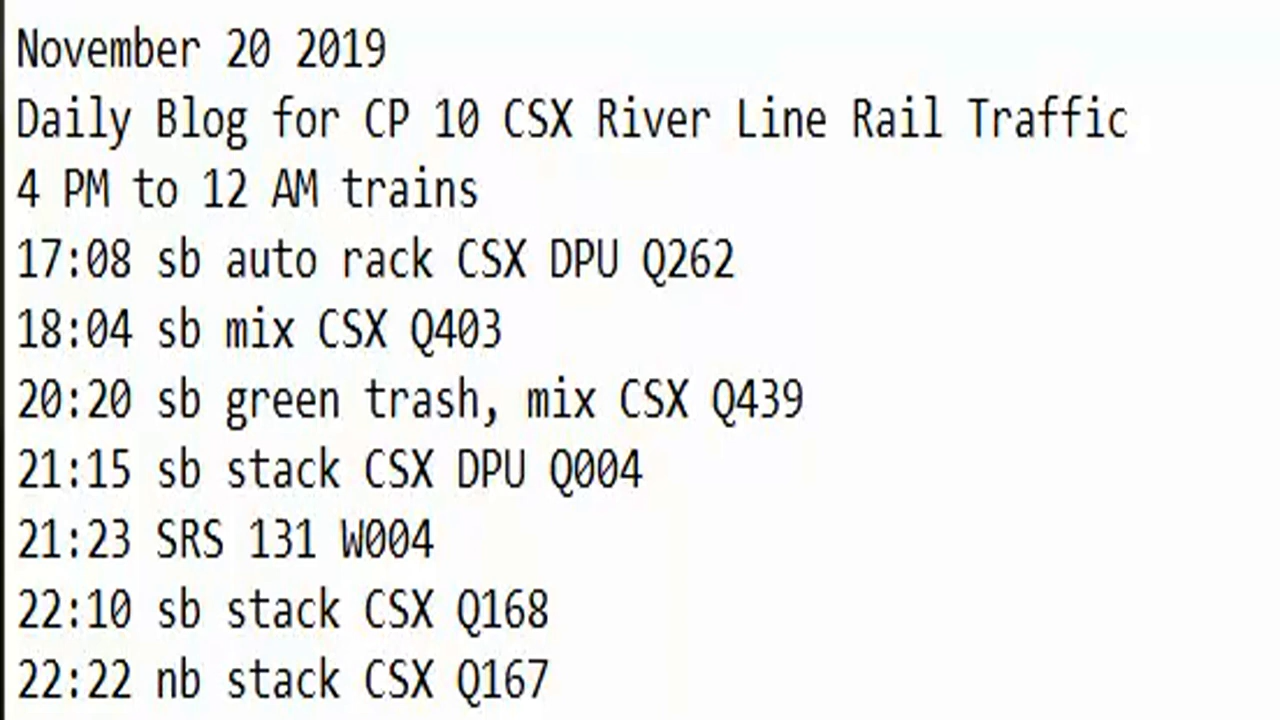 November 20 2019
Daily Blog for CP 10 CSX River Line Rail Traffic
4 PM to 12 AM trains
17:08 sb auto rack CSX DPU Q262
18:04 sb mix CSX Q403
20:20 sb green trash, mix CSX Q439
21:15 sb stack CSX DPU Q004
21:23 SRS 131 W004
22:10 sb stack CSX Q168
22:22 nb stack CSX Q167